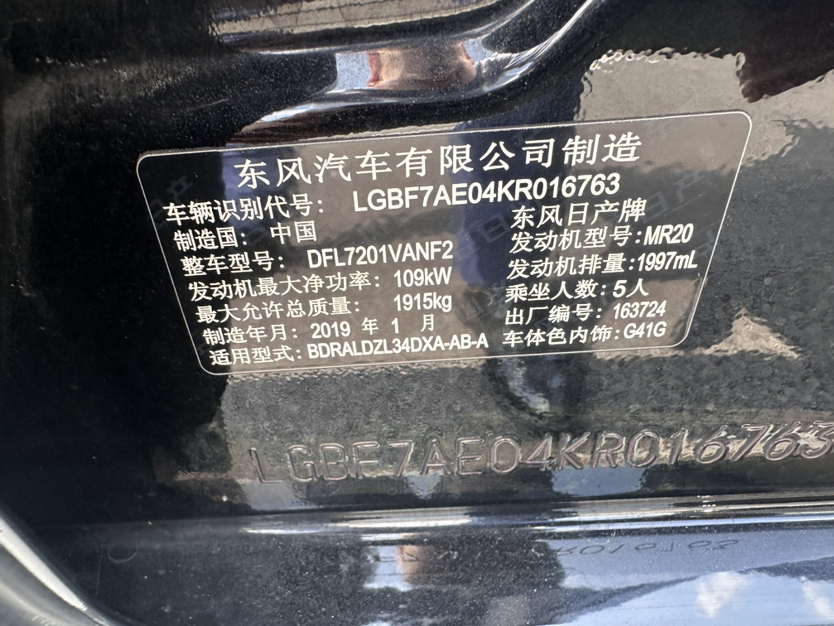 东风汽车有限公司制造
车辆识别代号: LGBF7AE04KR016763
制造国: 中国 东风日产牌
整车型号: DFL7201VANF2 发动机型号:MR20
发动机最大净功率: 109kW 发动机排量:1997mL
最大允许总质量: 1915kg 乘坐人数:5人
制造年月: 2019 年 1 月 出厂编号: 163724
适用型式: BDRALDZL34DXA-AB-A 车体色内饰: G41G
LGBF7AE04KR016763